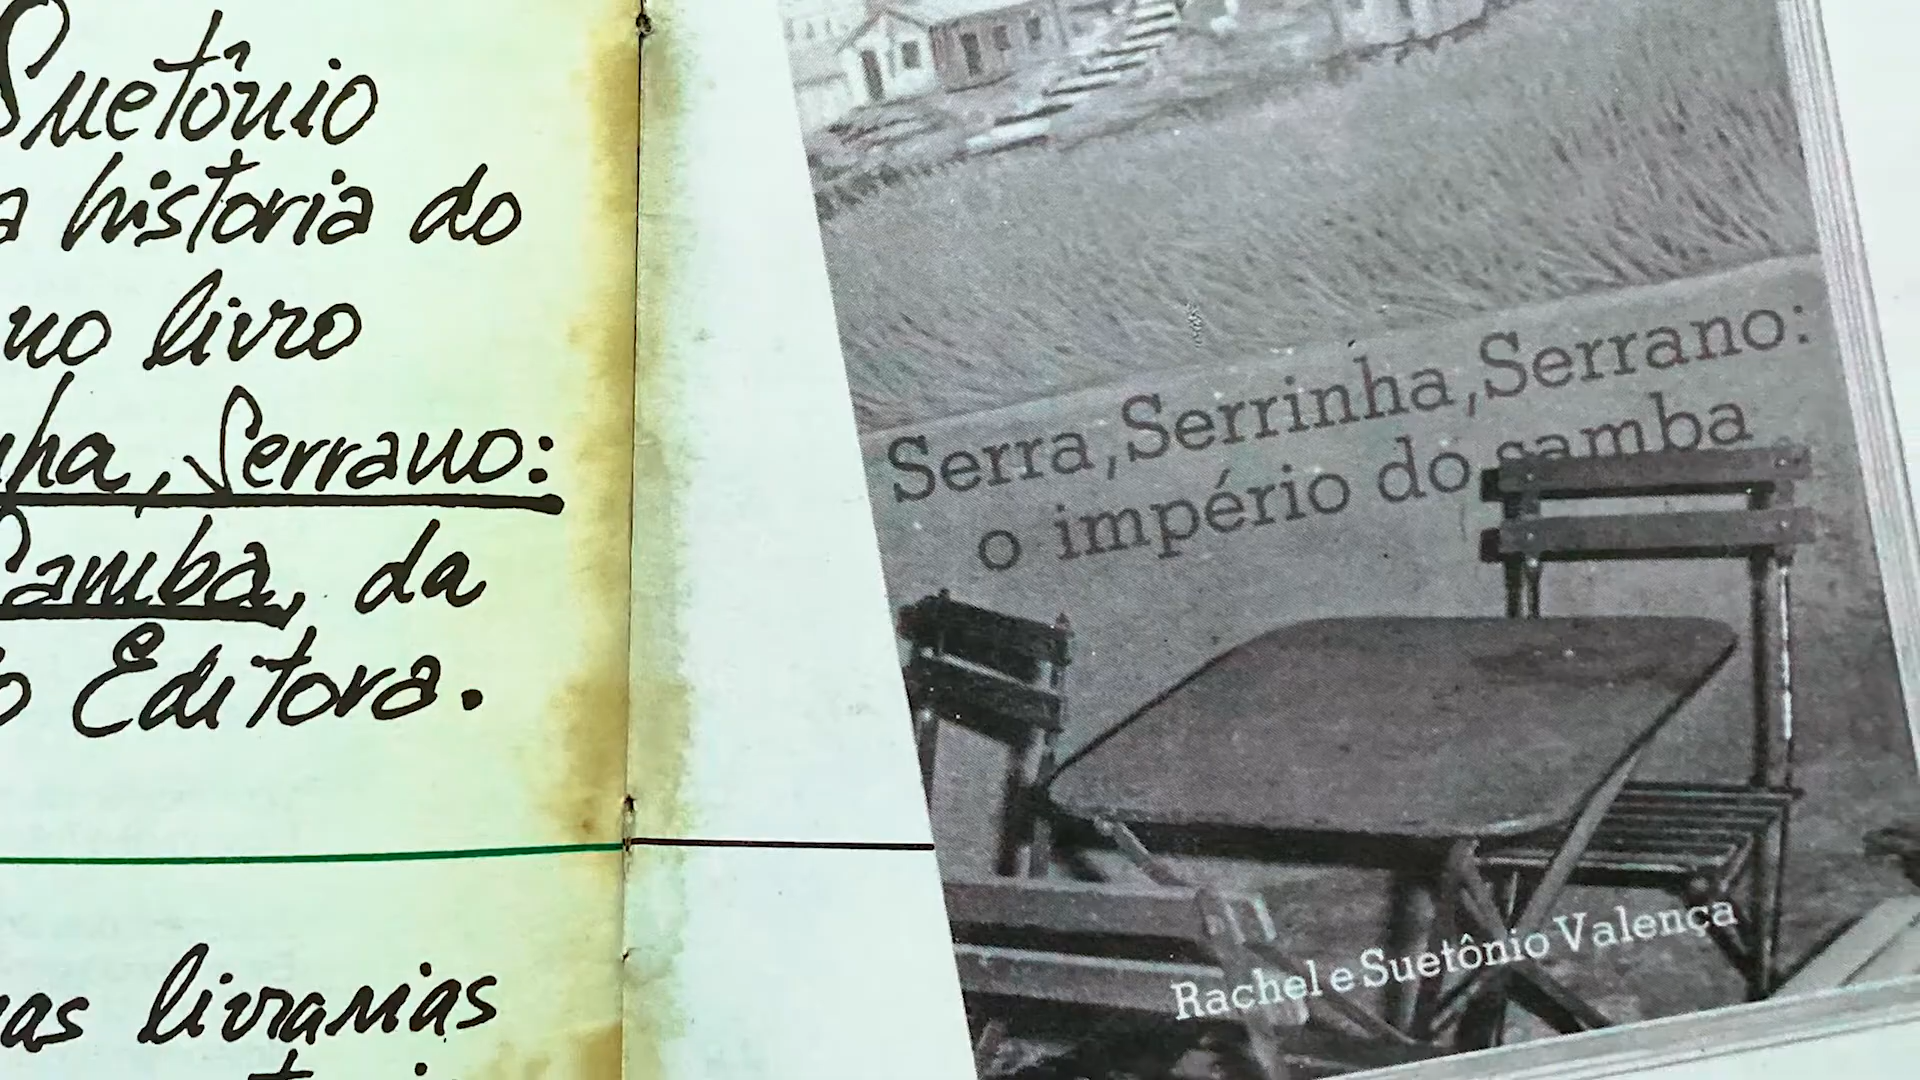 Suetônio
a historia do
no livro
nha, Serrano:
Samba, da
o Editora.
nas livrarias
Serra, Serrinha, Serrano:
o império do samba
Rachel e Suetônio Valença